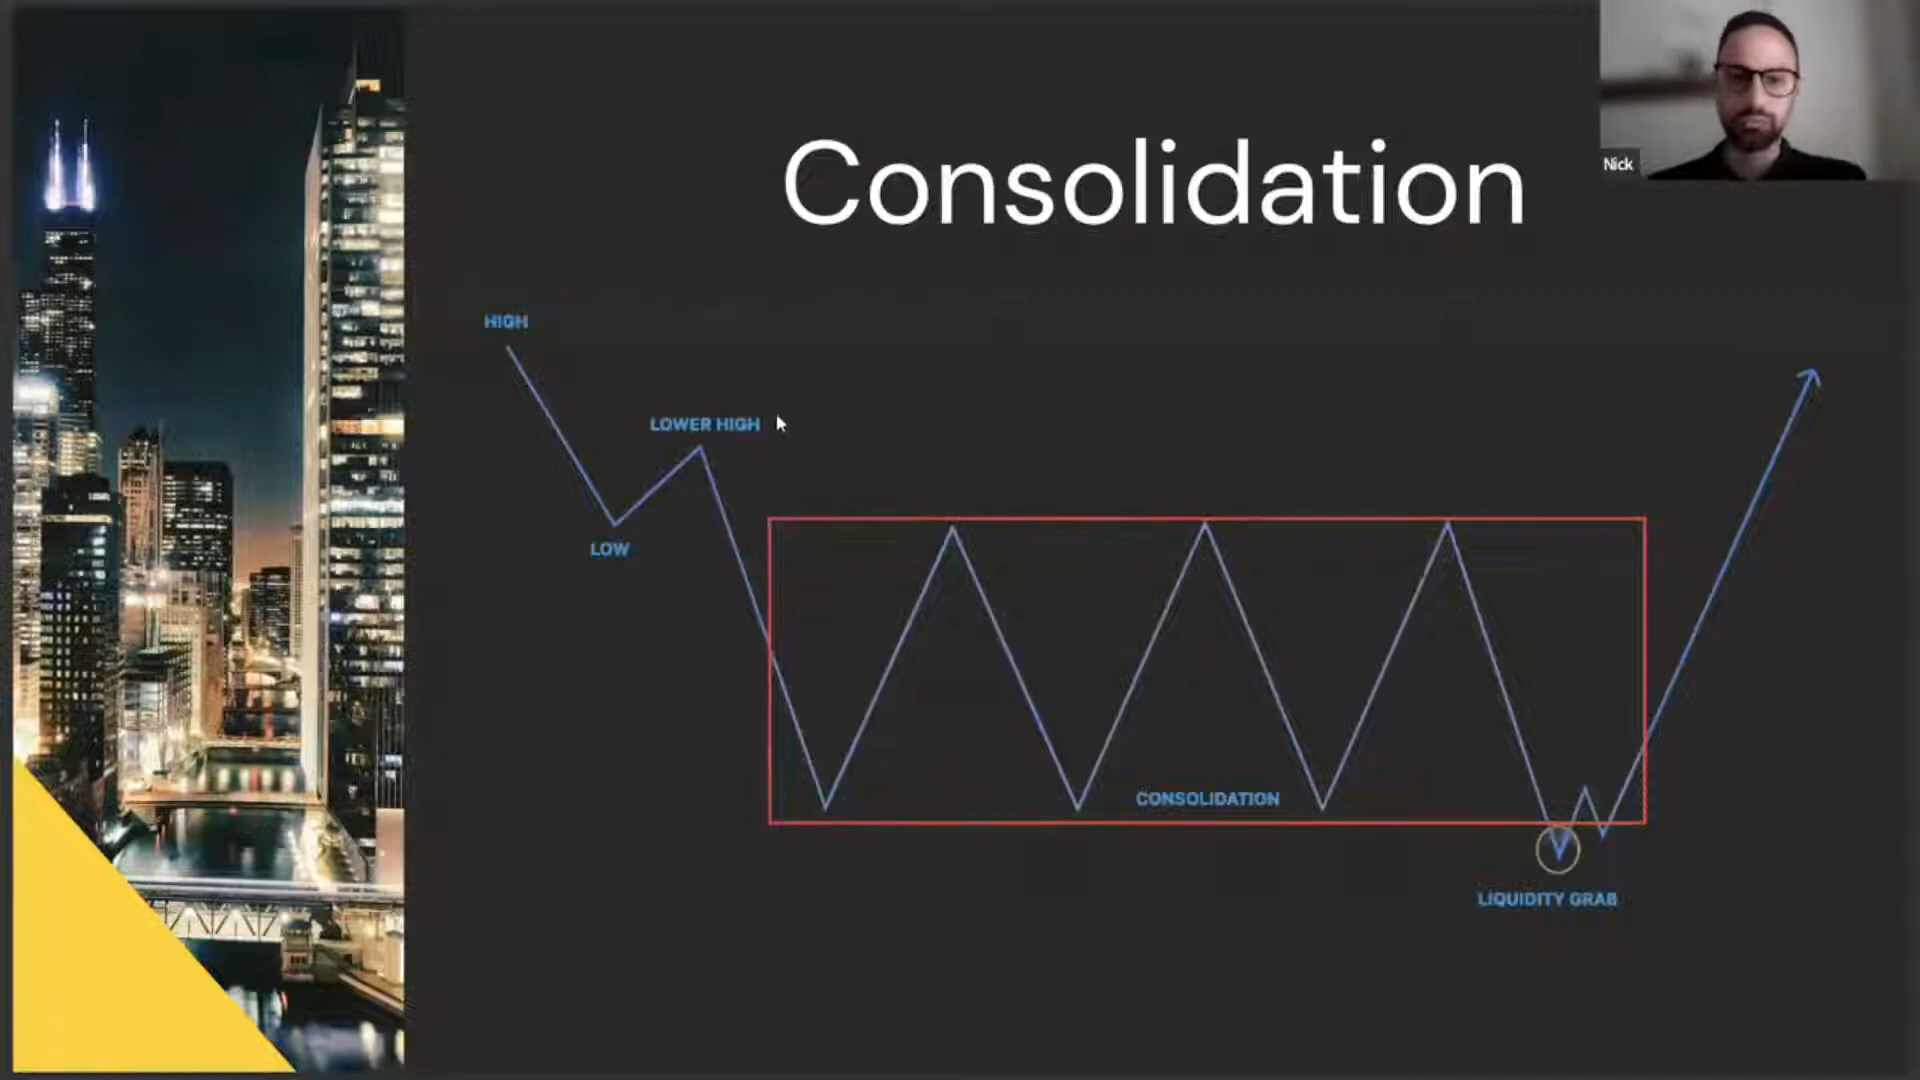 Consolidation
Nick
HIGH
LOWER HIGH
LOW
CONSOLIDATION
LIQUIDITY GRAB